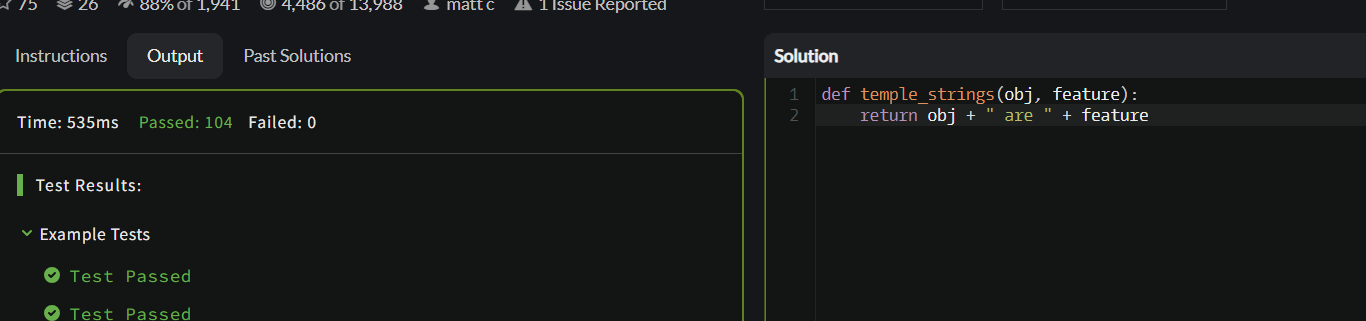 75 26 88% of 1,941 4,486 of 13,988 matt c 1 Issue Reported
Instructions Output Past Solutions
Time: 535ms Passed: 104 Failed: 0
Test Results:
Example Tests
Test Passed
Test Passed
Solution
1 def temple_strings(obj, feature):
2     return obj + " are " + feature